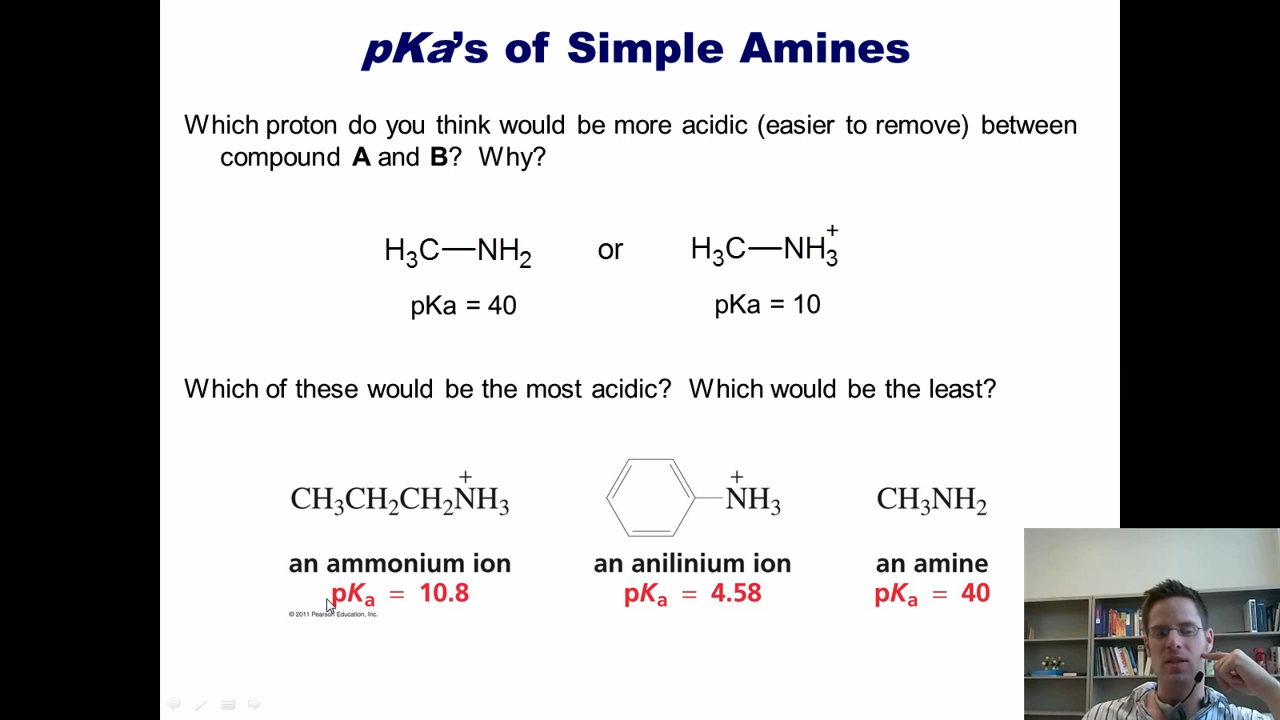 pKa's of Simple Amines
Which proton do you think would be more acidic (easier to remove) between
compound A and B? Why?
H₃C—NH₂ or H₃C—NH₃⁺
pKa = 40 pKa = 10
Which of these would be the most acidic? Which would be the least?
CH₃CH₂CH₂N⁺H₃ N⁺H₃ CH₃NH₂
an ammonium ion an anilinium ion an amine
pKₐ = 10.8 pKₐ = 4.58 pKₐ = 40
© 2011 Pearson Education, Inc.